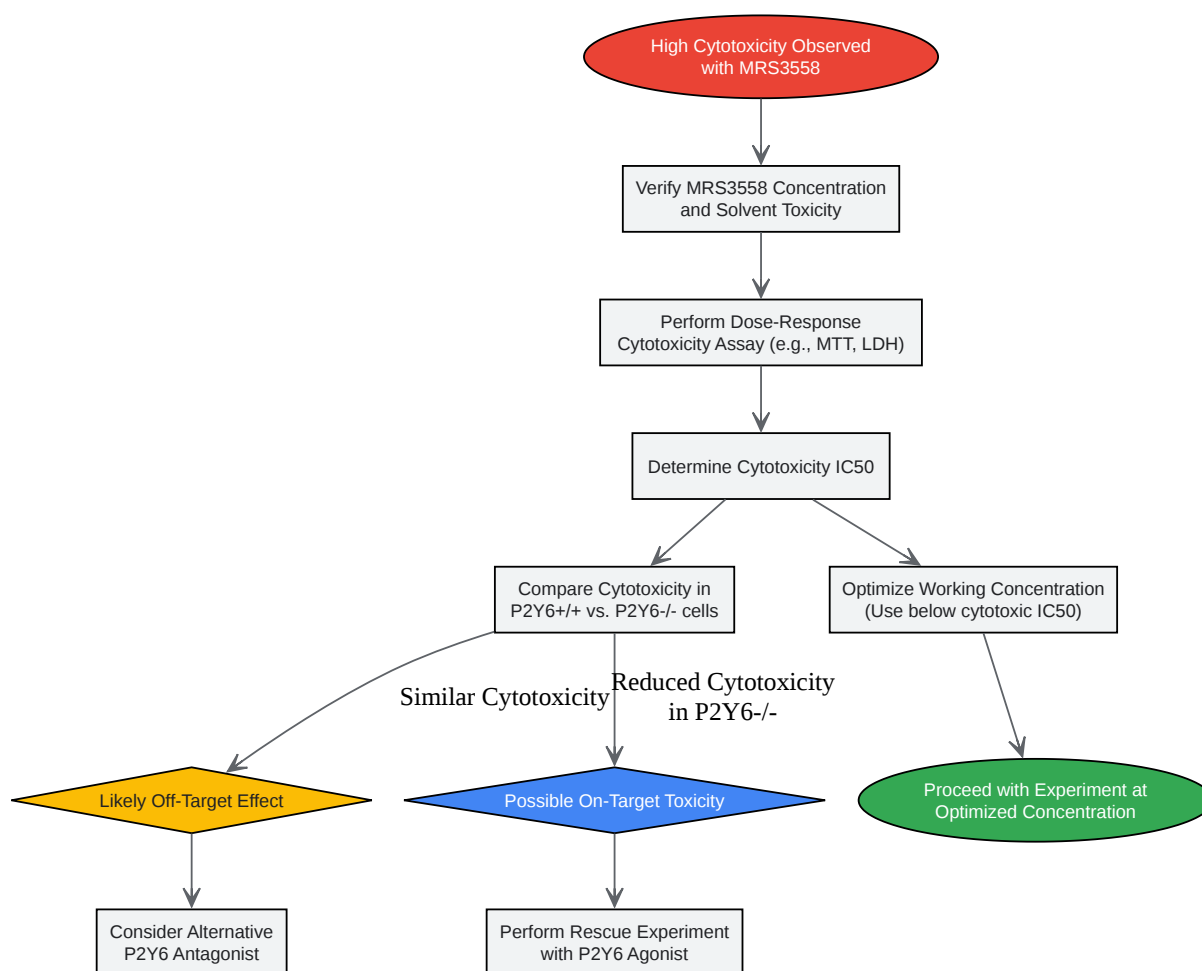 High Cytotoxicity Observed
with MRS3558
Verify MRS3558 Concentration
and Solvent Toxicity
Perform Dose-Response
Cytotoxicity Assay (e.g., MTT, LDH)
Determine Cytotoxicity IC50
Compare Cytotoxicity in
P2Y6+/+ vs. P2Y6-/- cells
Optimize Working Concentration
(Use below cytotoxic IC50)
Similar Cytotoxicity
Reduced Cytotoxicity
in P2Y6-/-
Likely Off-Target Effect
Possible On-Target Toxicity
Proceed with Experiment at
Optimized Concentration
Consider Alternative
P2Y6 Antagonist
Perform Rescue Experiment
with P2Y6 Agonist